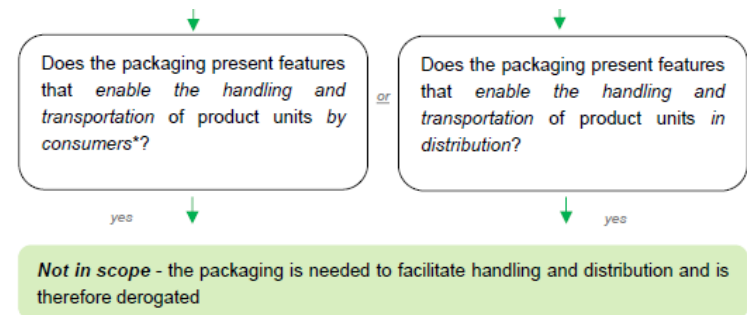 Does the packaging present features
that enable the handling and
transportation of product units by
consumers*?
or
Does the packaging present features
that enable the handling and
transportation of product units in
distribution?
yes
yes
Not in scope - the packaging is needed to facilitate handling and distribution and is
therefore derogated